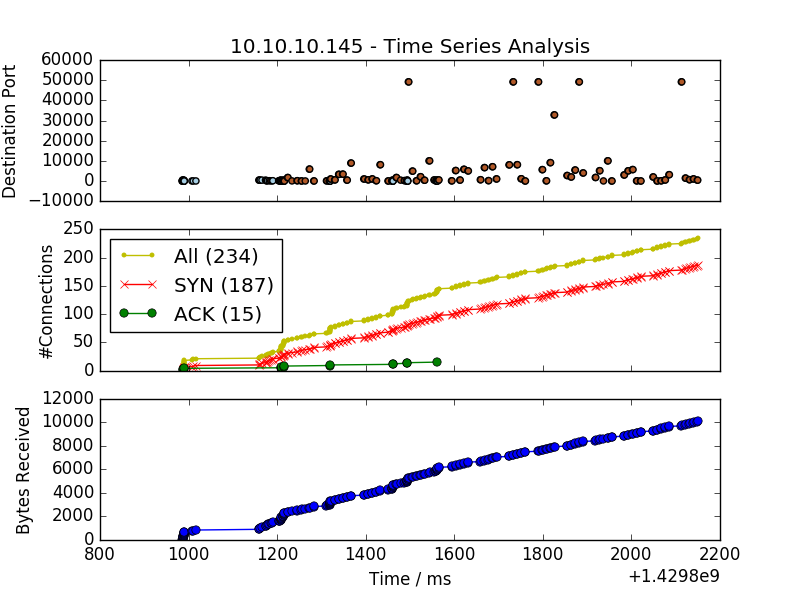 10.10.10.145 - Time Series Analysis
Destination Port
60000
50000
40000
30000
20000
10000
0
−10000
#Connections
250
200
150
100
50
0
All (234)
SYN (187)
ACK (15)
Bytes Received
12000
10000
8000
6000
4000
2000
0
800 1000 1200 1400 1600 1800 2000 2200
Time / ms
+1.4298e9